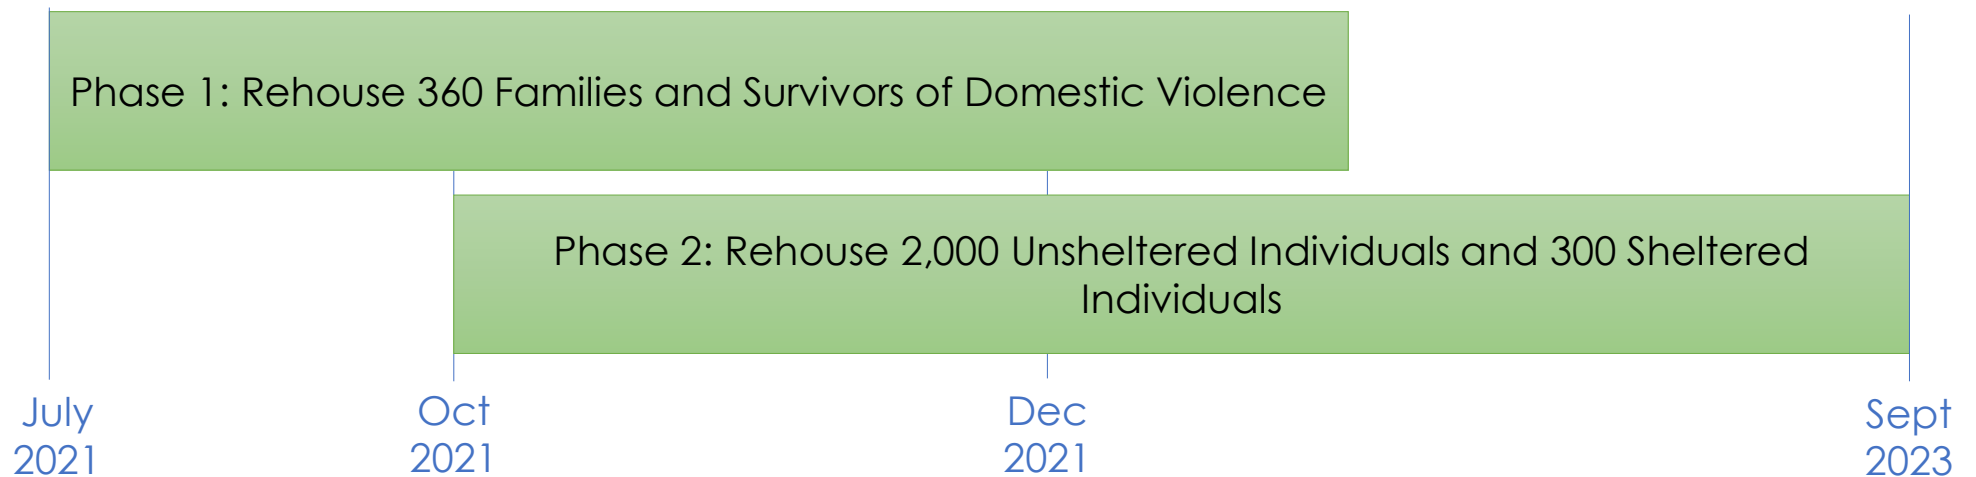 Phase 1: Rehouse 360 Families and Survivors of Domestic Violence
Phase 2: Rehouse 2,000 Unsheltered Individuals and 300 Sheltered
Individuals
July
2021
Oct
2021
Dec
2021
Sept
2023